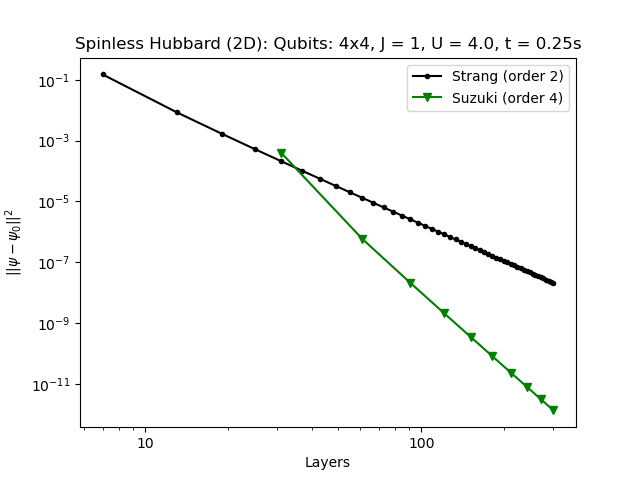 Spinless Hubbard (2D): Qubits: 4x4, J = 1, U = 4.0, t = 0.25s
Strang (order 2)
Suzuki (order 4)
10⁻¹
10⁻³
10⁻⁵
10⁻⁷
10⁻⁹
10⁻¹¹
||ψ − ψ₀||²
10
100
Layers